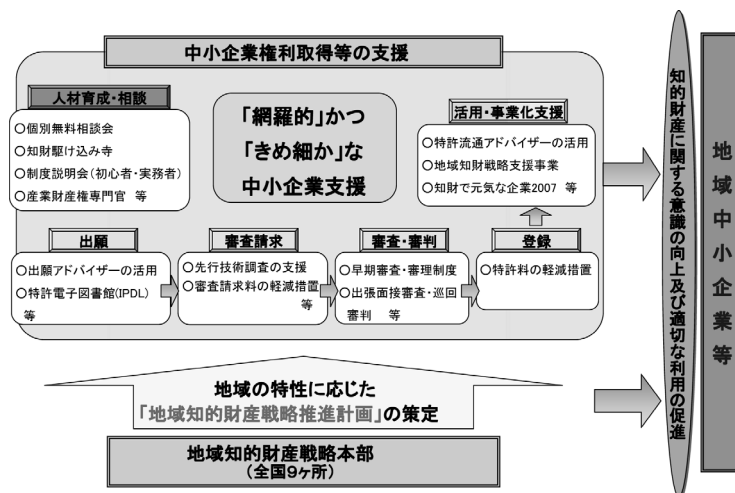 中小企業権利取得等の支援
人材育成・相談
○個別無料相談会
○知財駆け込み寺
○制度説明会(初心者・実務者)
○産業財産権専門官 等
「網羅的」かつ
「きめ細か」な
中小企業支援
活用・事業化支援
○特許流通アドバイザーの活用
○地域知財戦略支援事業
○知財で元気な企業2007 等
出願
○出願アドバイザーの活用
○特許電子図書館(IPDL)
等
審査請求
○先行技術調査の支援
○審査請求料の軽減措置
等
審査・審判
○早期審査・審理制度
○出張面接審査・巡回
審判 等
登録
○特許料の軽減措置
地域の特性に応じた
「地域知的財産戦略推進計画」の策定
地域知的財産戦略本部
(全国9ヶ所)
知的財産に関する意識の向上及び適切な利用の促進
地域中小企業等